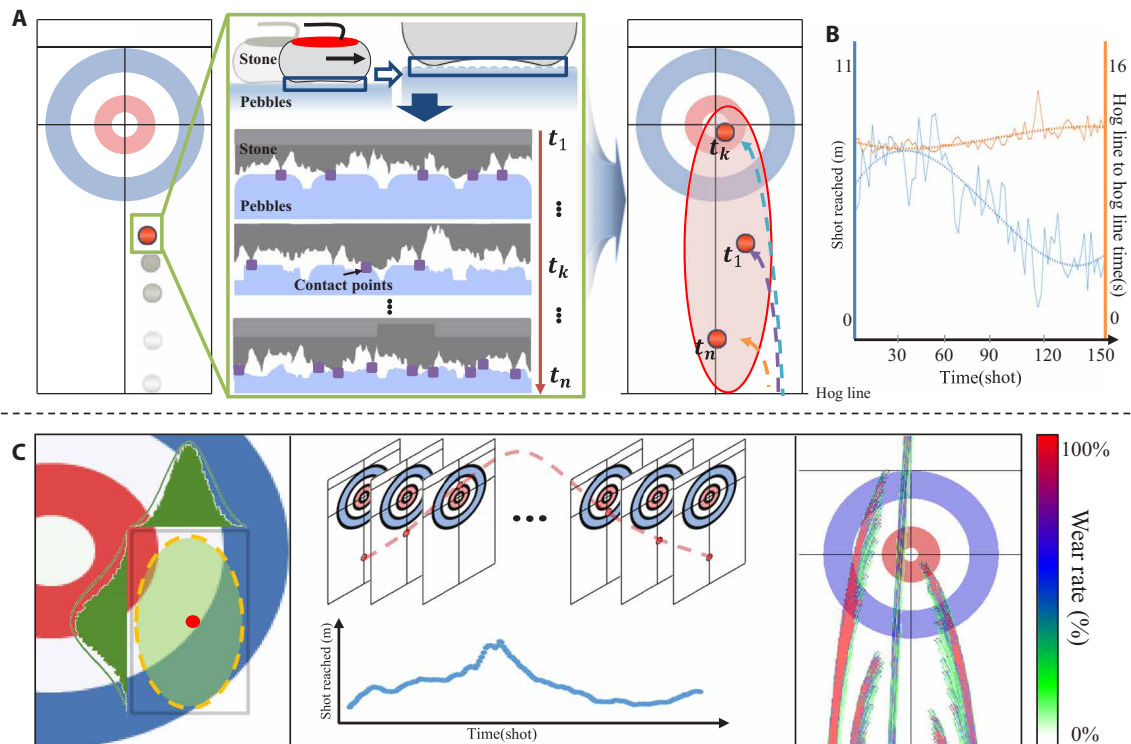 A
Stone
Pebbles
Stone
Pebbles
Contact points
t₁
tₖ
tₙ
tₖ
t₁
tₙ
Hog line
B
11
0
Shot reached (m)
16
0
Hog line to hog line time(s)
30 60 90 120 150
Time(shot)
C
Shot reached (m)
Time(shot)
100%
0%
Wear rate (%)